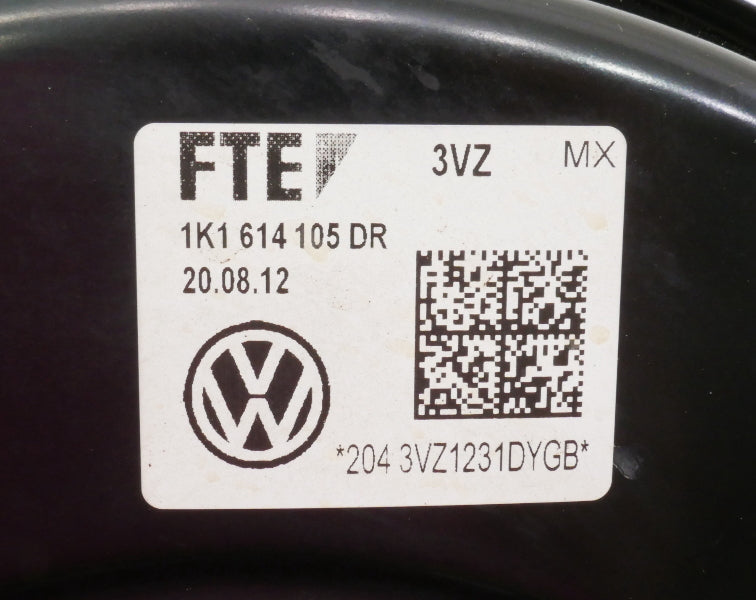 FTE 3VZ MX
1K1 614 105 DR
20.08.12
*204 3VZ1231DYGB*